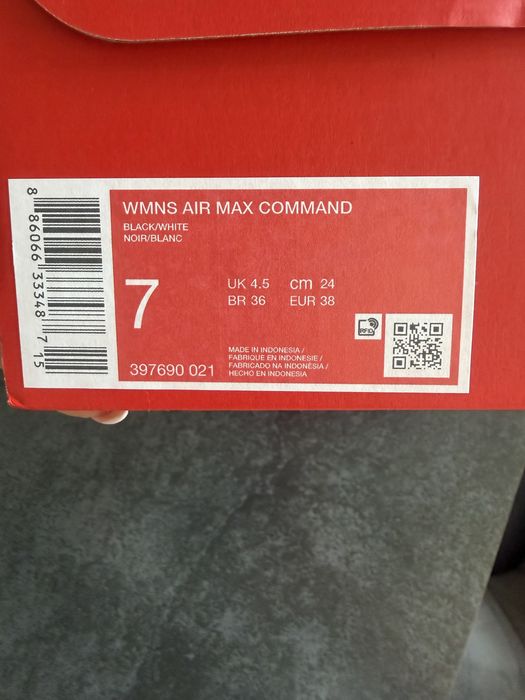 WMNS AIR MAX COMMAND
BLACK/WHITE
NOIR/BLANC
7
UK 4.5 cm 24
BR 36 EUR 38
RFID
397690 021
MADE IN INDONESIA /
FABRIQUE EN INDONESIE /
FABRICADO NA INDONÉSIA /
HECHO EN INDONESIA
8 86066 33348 7 15